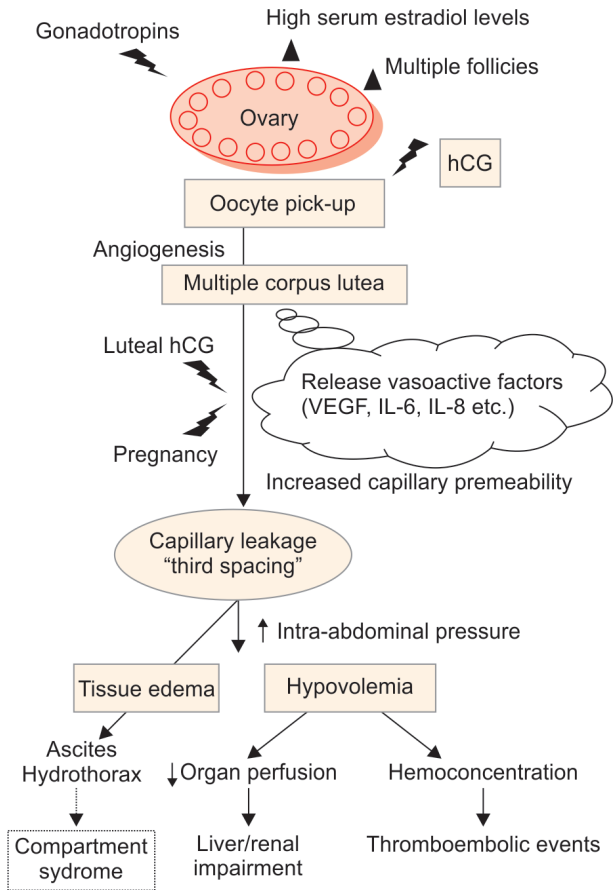 High serum estradiol levels
Gonadotropins
Multiple follicies
Ovary
hCG
Oocyte pick-up
Angiogenesis
Multiple corpus lutea
Luteal hCG
Release vasoactive factors
(VEGF, IL-6, IL-8 etc.)
Pregnancy
Increased capillary premeability
Capillary leakage
“third spacing”
↑ Intra-abdominal pressure
Tissue edema
Hypovolemia
Ascites
Hydrothorax
↓ Organ perfusion
Hemoconcentration
Compartment
sydrome
Liver/renal
impairment
Thromboembolic events